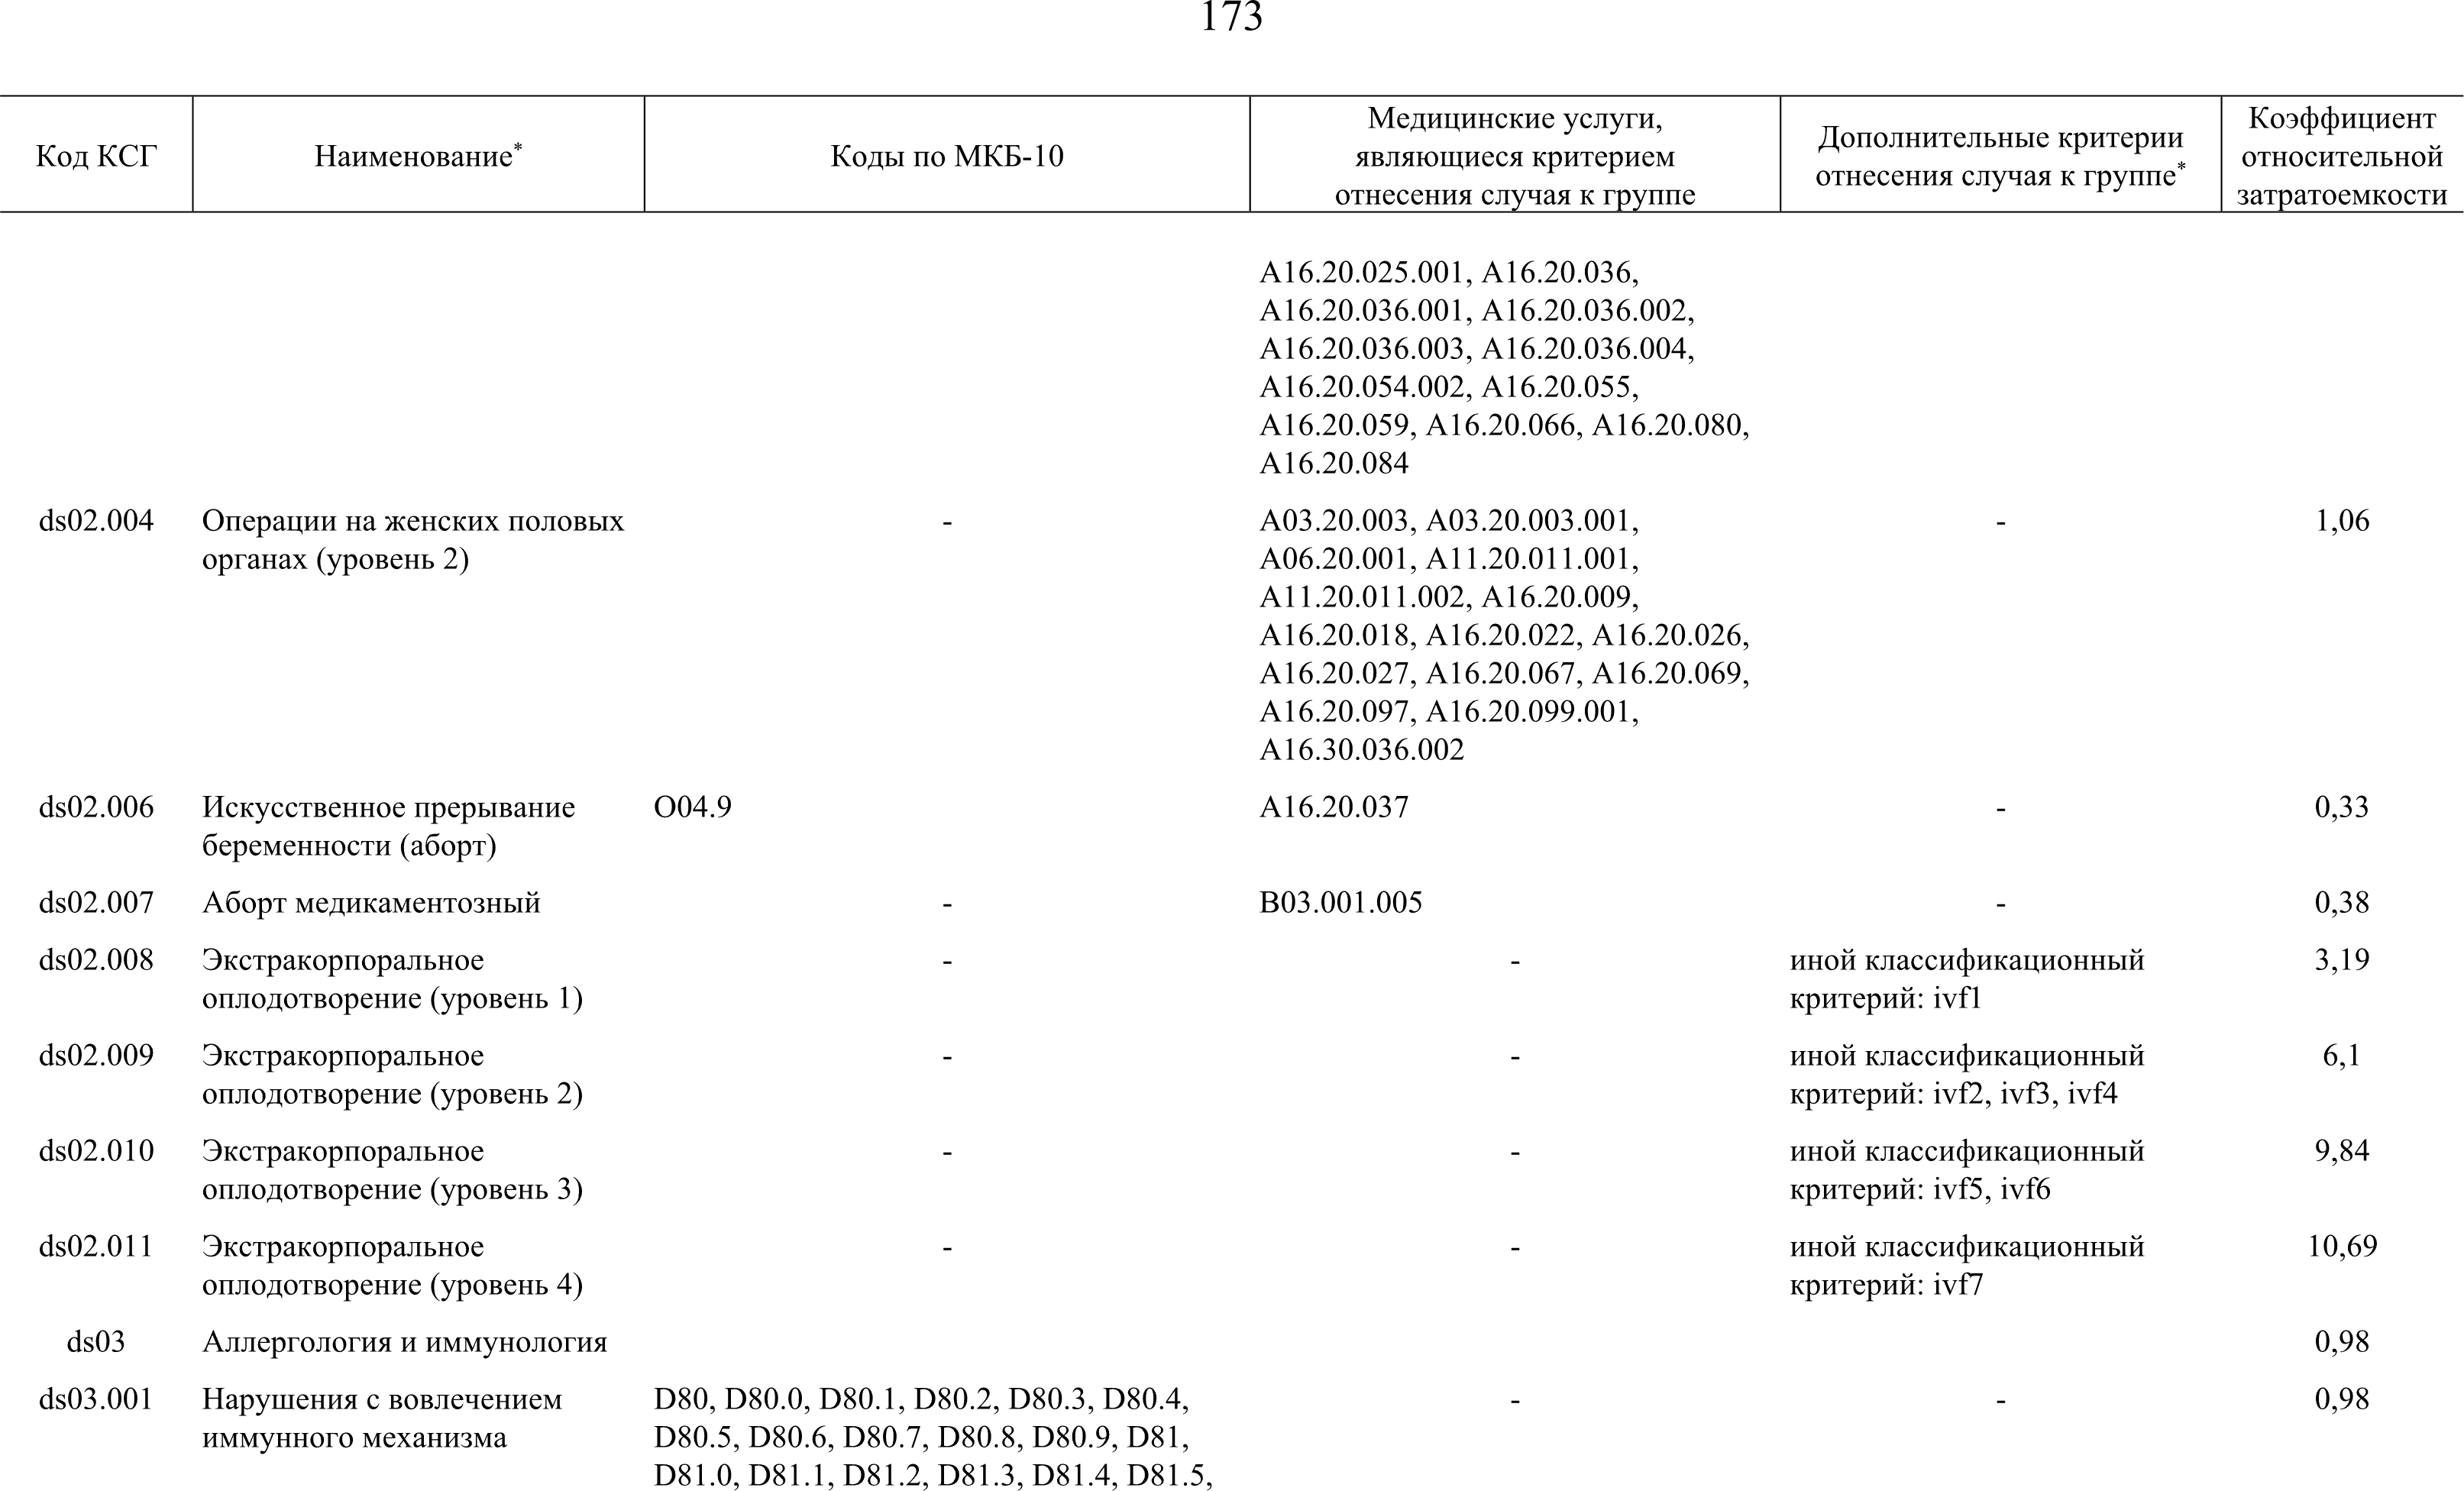 173
Код КСГ
Наименование*
Коды по МКБ-10
Медицинские услуги,
являющиеся критерием
отнесения случая к группе
Дополнительные критерии
отнесения случая к группе*
Коэффициент
относительной
затратоемкости
A16.20.025.001, A16.20.036,
A16.20.036.001, A16.20.036.002,
A16.20.036.003, A16.20.036.004,
A16.20.054.002, A16.20.055,
A16.20.059, A16.20.066, A16.20.080,
A16.20.084
ds02.004
Операции на женских половых
органах (уровень 2)
-
A03.20.003, A03.20.003.001,
A06.20.001, A11.20.011.001,
A11.20.011.002, A16.20.009,
A16.20.018, A16.20.022, A16.20.026,
A16.20.027, A16.20.067, A16.20.069,
A16.20.097, A16.20.099.001,
A16.30.036.002
-
1,06
ds02.006
Искусственное прерывание
беременности (аборт)
O04.9
A16.20.037
-
0,33
ds02.007
Аборт медикаментозный
-
B03.001.005
-
0,38
ds02.008
Экстракорпоральное
оплодотворение (уровень 1)
-
-
иной классификационный
критерий: ivf1
3,19
ds02.009
Экстракорпоральное
оплодотворение (уровень 2)
-
-
иной классификационный
критерий: ivf2, ivf3, ivf4
6,1
ds02.010
Экстракорпоральное
оплодотворение (уровень 3)
-
-
иной классификационный
критерий: ivf5, ivf6
9,84
ds02.011
Экстракорпоральное
оплодотворение (уровень 4)
-
-
иной классификационный
критерий: ivf7
10,69
ds03
Аллергология и иммунология
0,98
ds03.001
Нарушения с вовлечением
иммунного механизма
D80, D80.0, D80.1, D80.2, D80.3, D80.4,
D80.5, D80.6, D80.7, D80.8, D80.9, D81,
D81.0, D81.1, D81.2, D81.3, D81.4, D81.5,
-
-
0,98